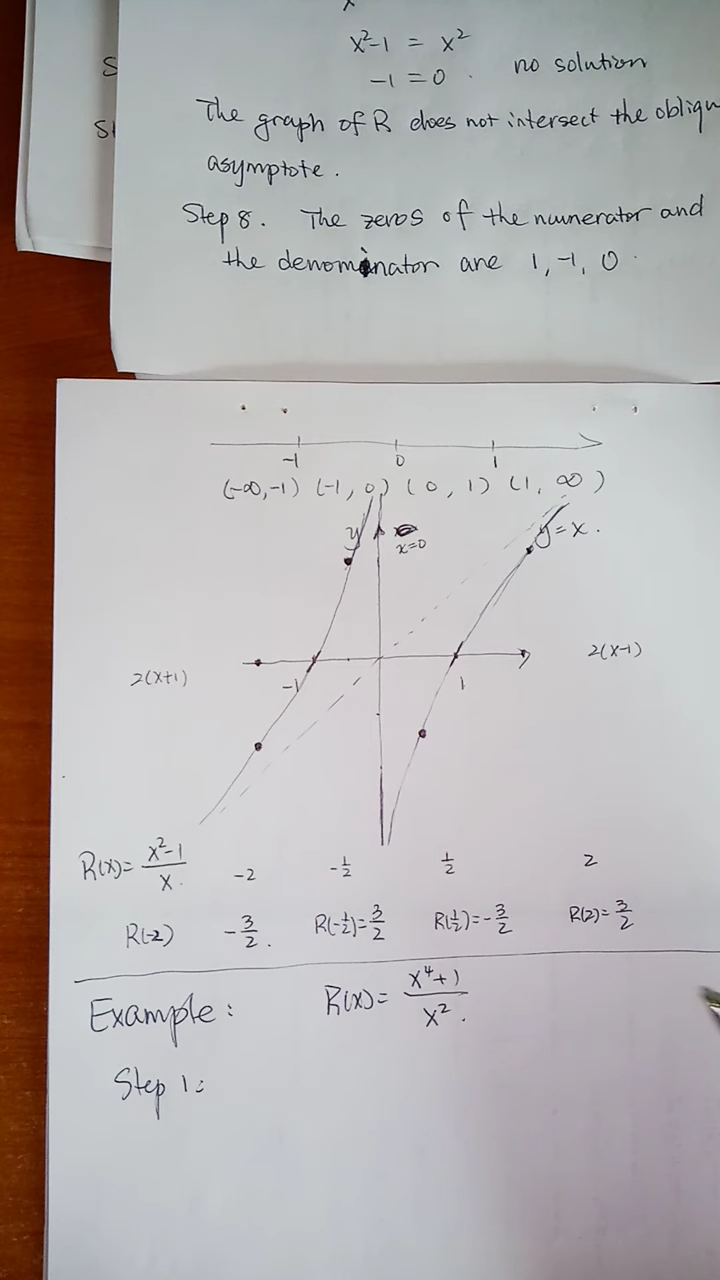 x
S
x²-1 = x²
-1 = 0. no solution
SI
The graph of R does not intersect the obliqu
asymptote.
Step 8. The zeros of the numerator and
the denominator are 1, -1, 0.
-1 0 1
(-∞,-1) (-1, 0) (0, 1) (1, ∞)
y x=0 y=x.
2(x+1) -1 1 2(x-1)
R(x)= x²-1 / x. -2 -1/2 1/2 2
R(-2) -3/2. R(-1/2)=3/2 R(1/2)=-3/2 R(2)=3/2
Example: R(x)= x⁴+1 / x².
Step 1: